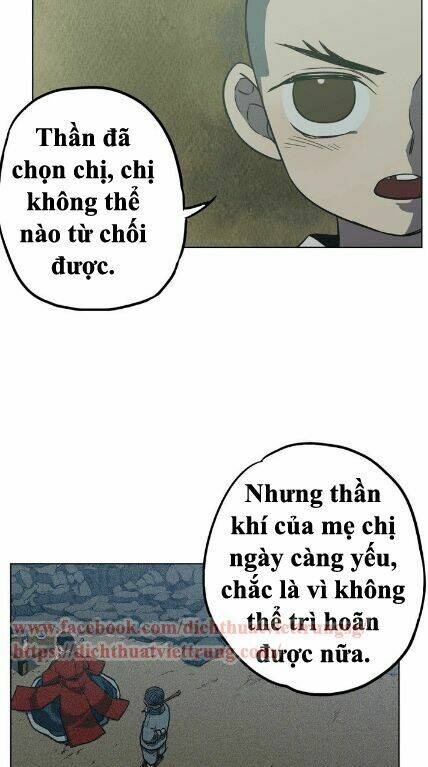 Thần đã
chọn chị, chị
không thể
nào từ chối
được.
Nhưng thần
khí của mẹ chị
ngày càng yếu,
chắc là vì không
thể trì hoãn
được nữa.
www.facebook.com/dichthuatviettrung.sg/
https://dichthuatviettrung.com/